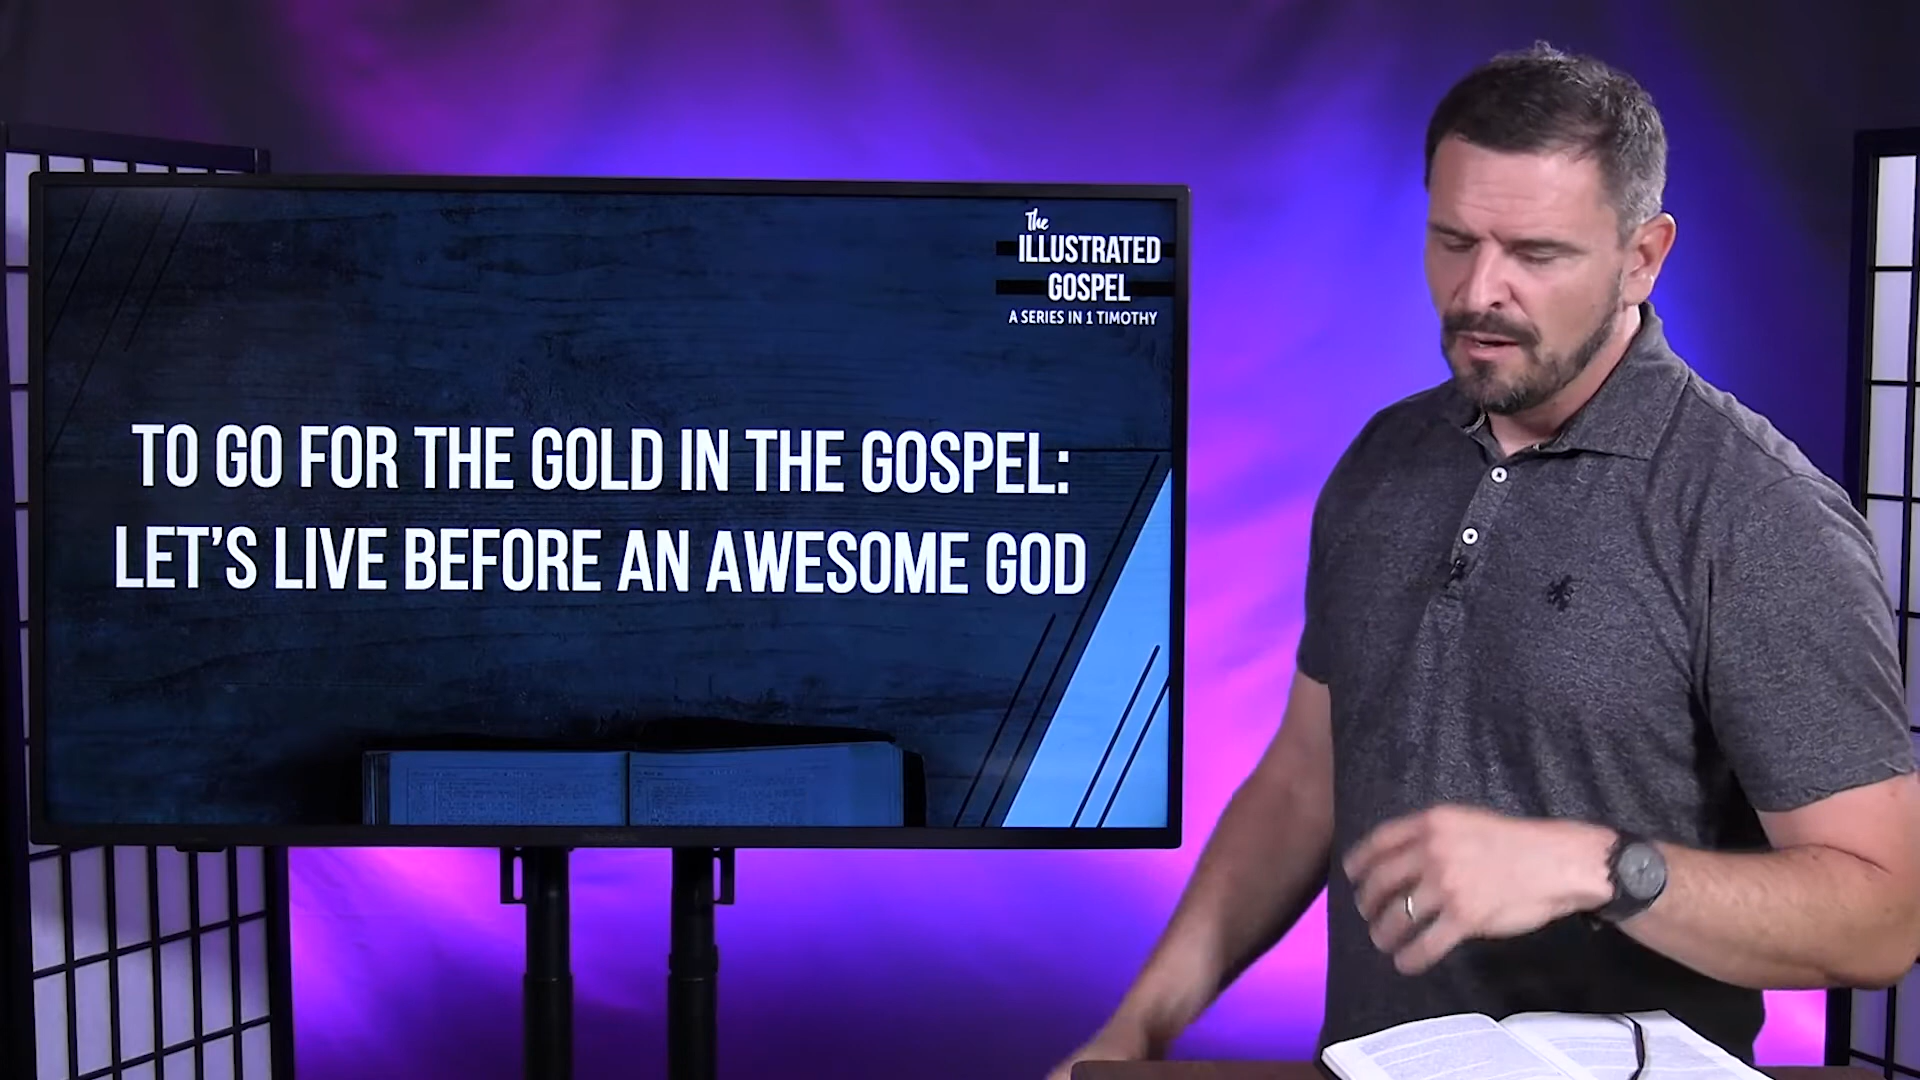 The
ILLUSTRATED
GOSPEL
A SERIES IN 1 TIMOTHY
TO GO FOR THE GOLD IN THE GOSPEL:
LET'S LIVE BEFORE AN AWESOME GOD